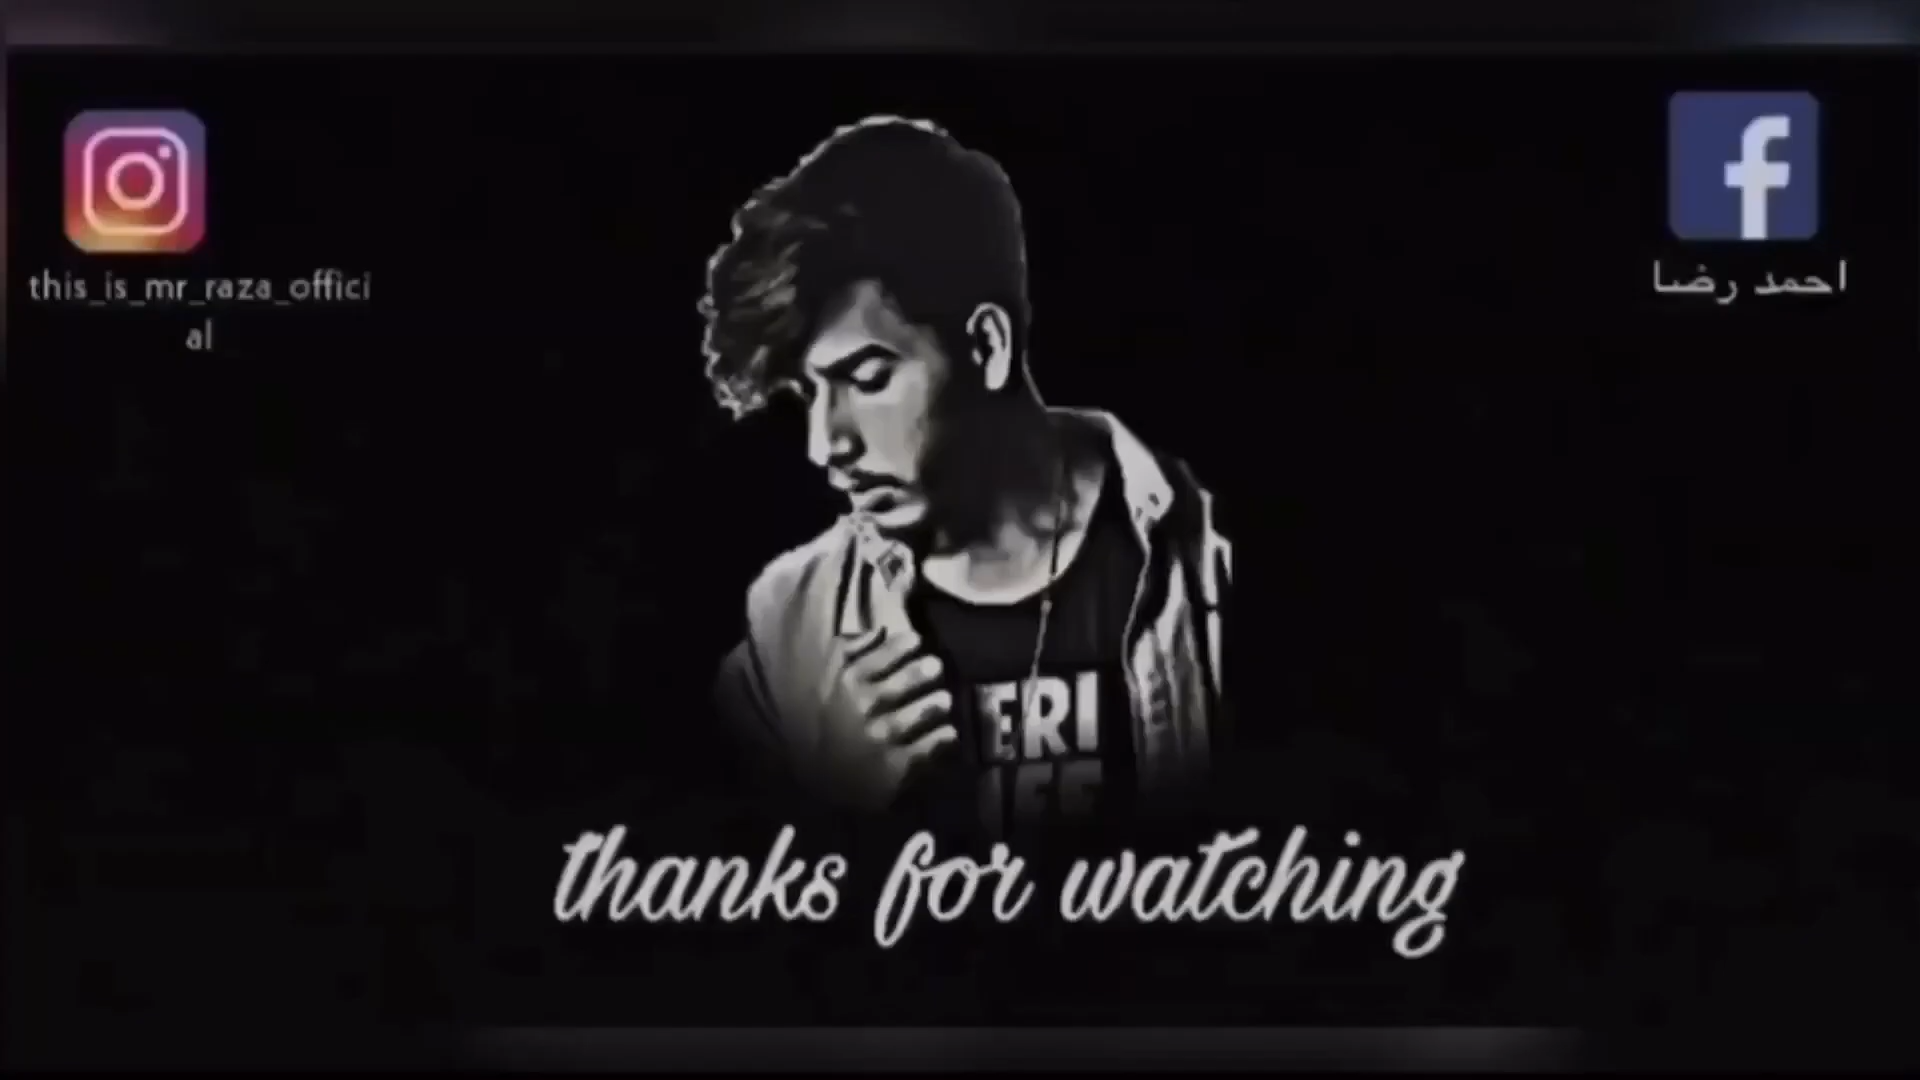 this_is_mr_raza_offici
al
احمد رضا
ERI
thanks for watching